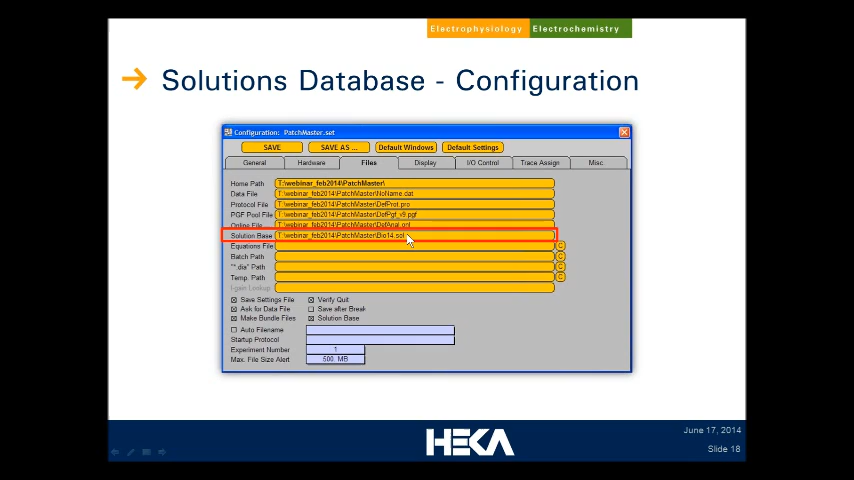 Electrophysiology Electrochemistry
Solutions Database - Configuration
Configuration: PatchMaster.set
SAVE SAVE AS ... Default Windows Default Settings
General Hardware Files Display I/O Control Trace Assign Misc.
Home Path T:\webinar_feb2014\PatchMaster\
Data File T:\webinar_feb2014\PatchMaster\NoName.dat
Protocol File T:\webinar_feb2014\PatchMaster\DefProt.pro
PGF Pool File T:\webinar_feb2014\PatchMaster\DefPgf_v9.pgf
Online File T:\webinar_feb2014\PatchMaster\DefAnal.onl
Solution Base T:\webinar_feb2014\PatchMaster\Bio14.sol
Equations File C
Batch Path C
"*.dia" Path C
Temp. Path C
I-gain Lookup
Save Settings File Verify Quit
Ask for Data File Save after Break
Make Bundle Files Solution Base
Auto Filename
Startup Protocol
Experiment Number 1
Max. File Size Alert 500. MB
HEKA
June 17, 2014
Slide 18